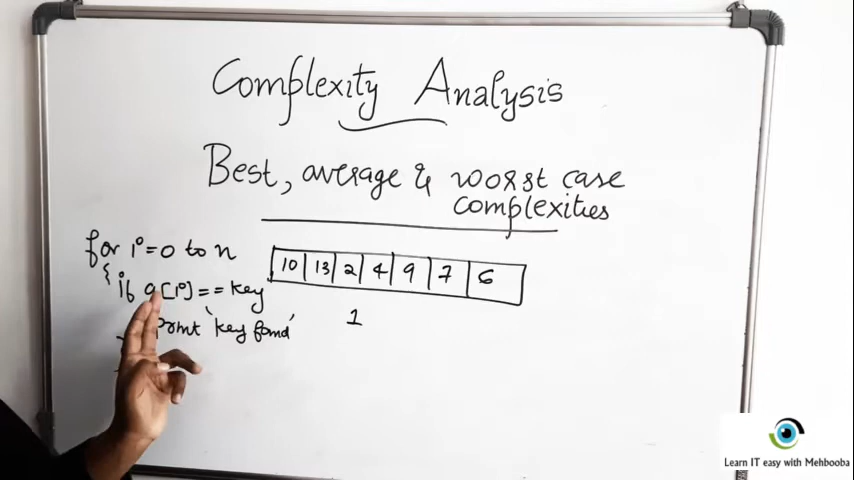 Complexity Analysis
Best, average & worst case
complexities
for i=0 to n
{ if a[i]==key
print 'key found'
10 13 2 4 9 7 6
1
Learn IT easy with Mehbooba